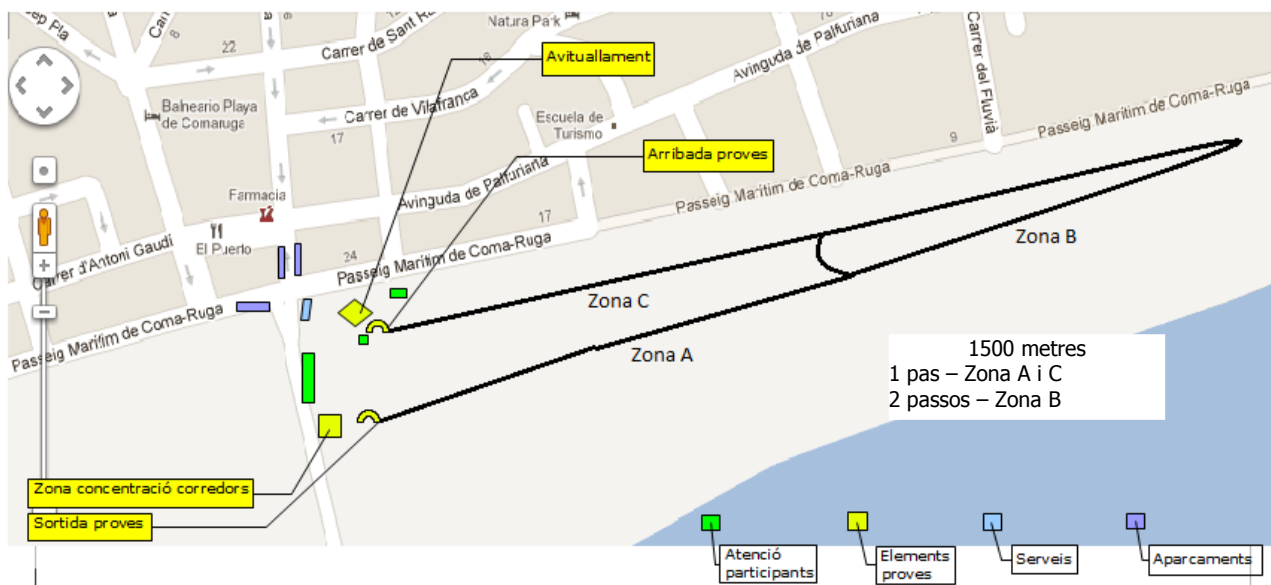 Natura Park
22
Carrer de Sant
9
8
18
78
Avituallament
Avinguda de Palfuriana
Carrer del Fluvià
Balneario Playa
de Comaruga
Carrer de Vilafranca
17
Escuela de
Turismo
9
Passeig Marítim de Coma-Ruga
Arribada proves
Farmacia
Avinguda de Palfuriana
Passeig Marítim de Coma-Ruga
17
El Puerto
24
Carrer d'Antoni Gaudí
Passeig Marítim de Coma-Ruga
Zona B
Zona C
Passeig Marítim de Coma-Ruga
Zona A
1500 metres
1 pas – Zona A i C
2 passos – Zona B
Zona concentració corredors
Sortida proves
Atenció
participants
Elements
proves
Serveis
Aparcaments